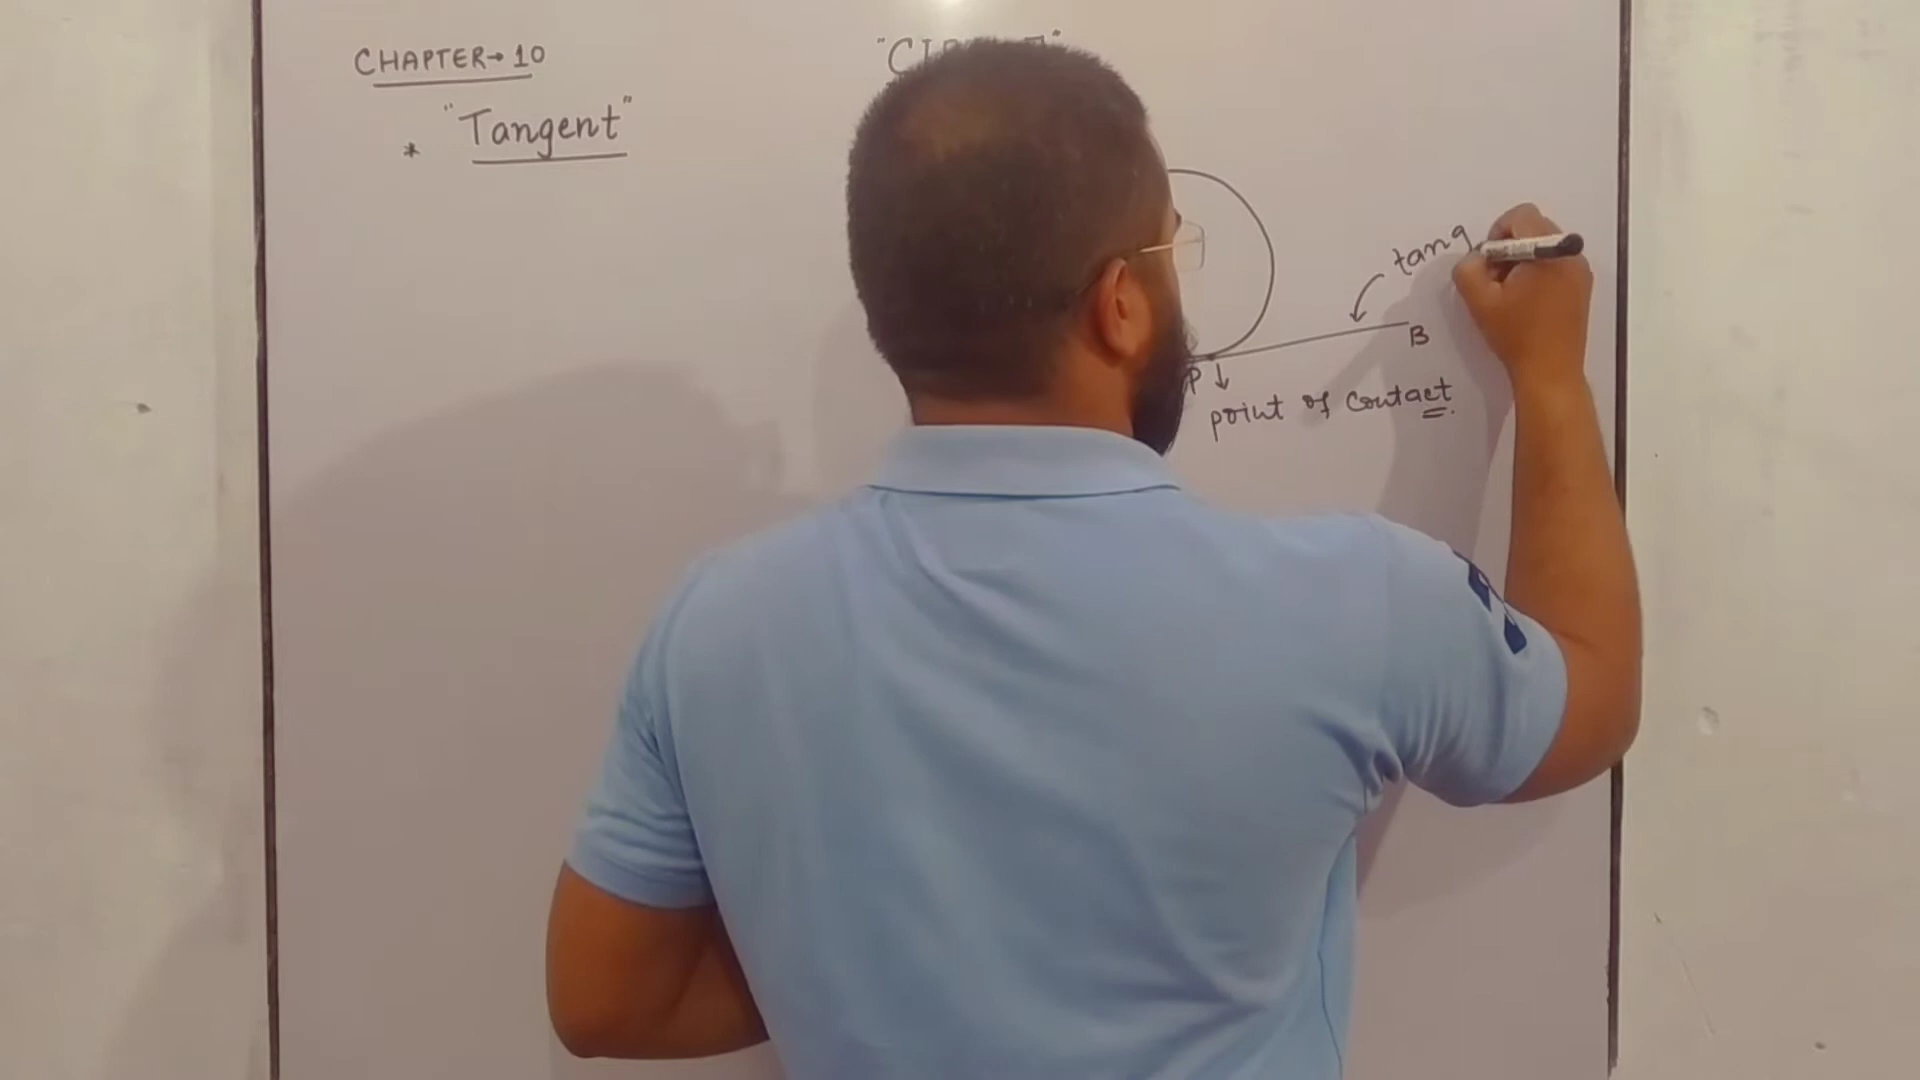 CHAPTER→10
* "Tangent"
tang
B
P
point of contact.